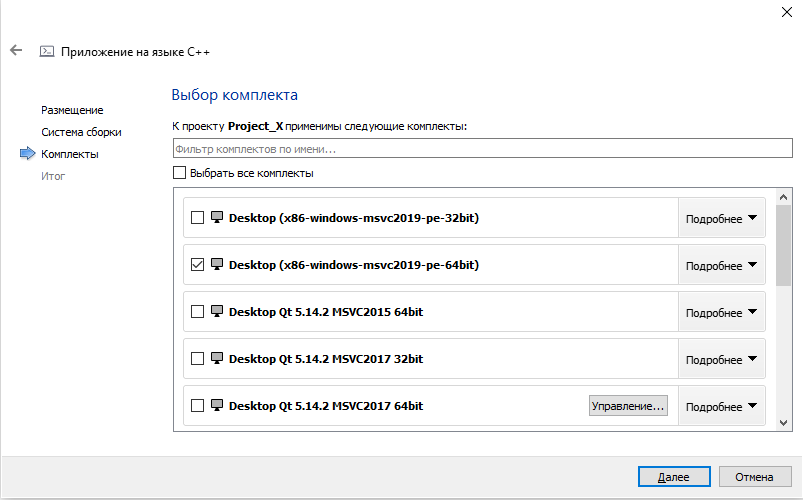 Приложение на языке C++
Размещение
Система сборки
Комплекты
Итог
Выбор комплекта
К проекту Project_X применимы следующие комплекты:
Фильтр комплектов по имени...
Выбрать все комплекты
Desktop (x86-windows-msvc2019-pe-32bit) Подробнее
Desktop (x86-windows-msvc2019-pe-64bit) Подробнее
Desktop Qt 5.14.2 MSVC2015 64bit Подробнее
Desktop Qt 5.14.2 MSVC2017 32bit Подробнее
Desktop Qt 5.14.2 MSVC2017 64bit Управление... Подробнее
Далее Отмена